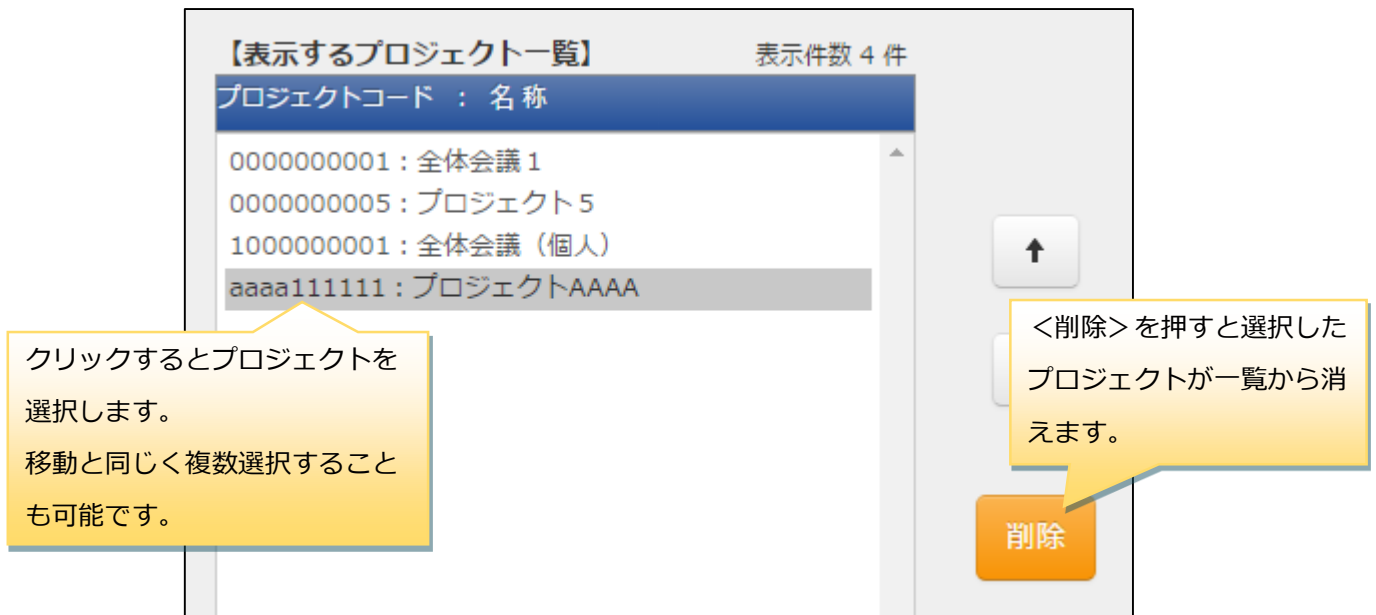 【表示するプロジェクト一覧】 表示件数 4 件
プロジェクトコード : 名称
0000000001:全体会議1
0000000005:プロジェクト5
1000000001:全体会議(個人)
aaaa111111:プロジェクトAAAA
クリックするとプロジェクトを
選択します。
移動と同じく複数選択すること
も可能です。
<削除>を押すと選択した
プロジェクトが一覧から消
えます。
削除